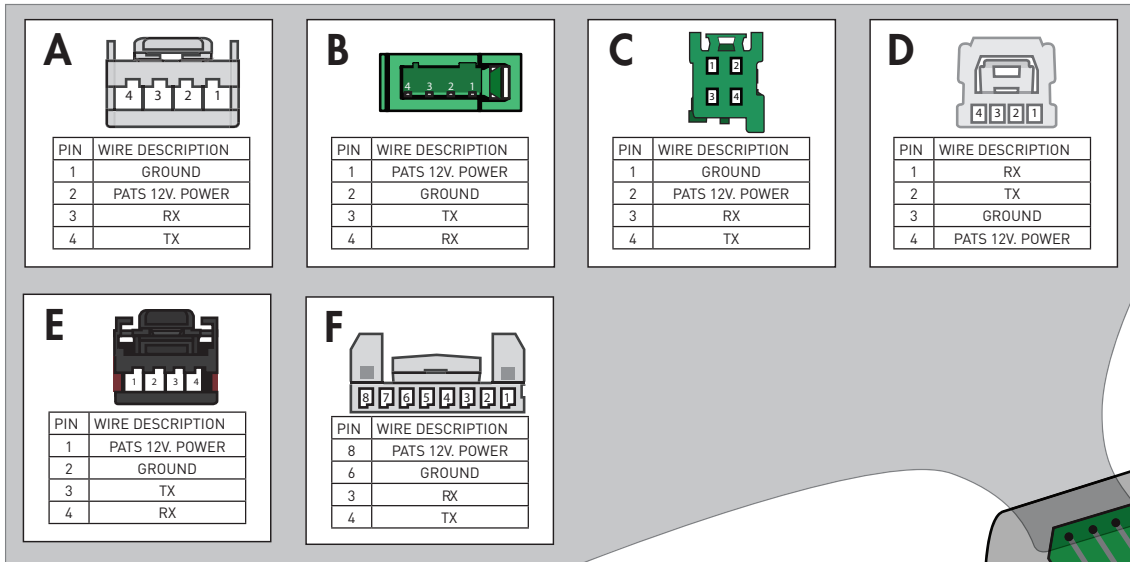 A
4 3 2 1
PIN WIRE DESCRIPTION
1 GROUND
2 PATS 12V. POWER
3 RX
4 TX
B
4 3 2 1
PIN WIRE DESCRIPTION
1 PATS 12V. POWER
2 GROUND
3 TX
4 RX
C
1 2
3 4
PIN WIRE DESCRIPTION
1 GROUND
2 PATS 12V. POWER
3 RX
4 TX
D
4 3 2 1
PIN WIRE DESCRIPTION
1 RX
2 TX
3 GROUND
4 PATS 12V. POWER
E
1 2 3 4
PIN WIRE DESCRIPTION
1 PATS 12V. POWER
2 GROUND
3 TX
4 RX
F
8 7 6 5 4 3 2 1
PIN WIRE DESCRIPTION
8 PATS 12V. POWER
6 GROUND
3 RX
4 TX